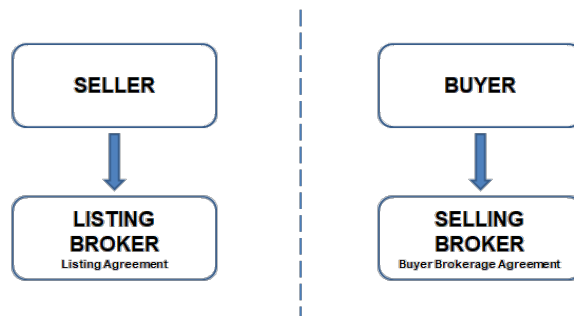 SELLER
BUYER
LISTING
BROKER
Listing Agreement
SELLING
BROKER
Buyer Brokerage Agreement